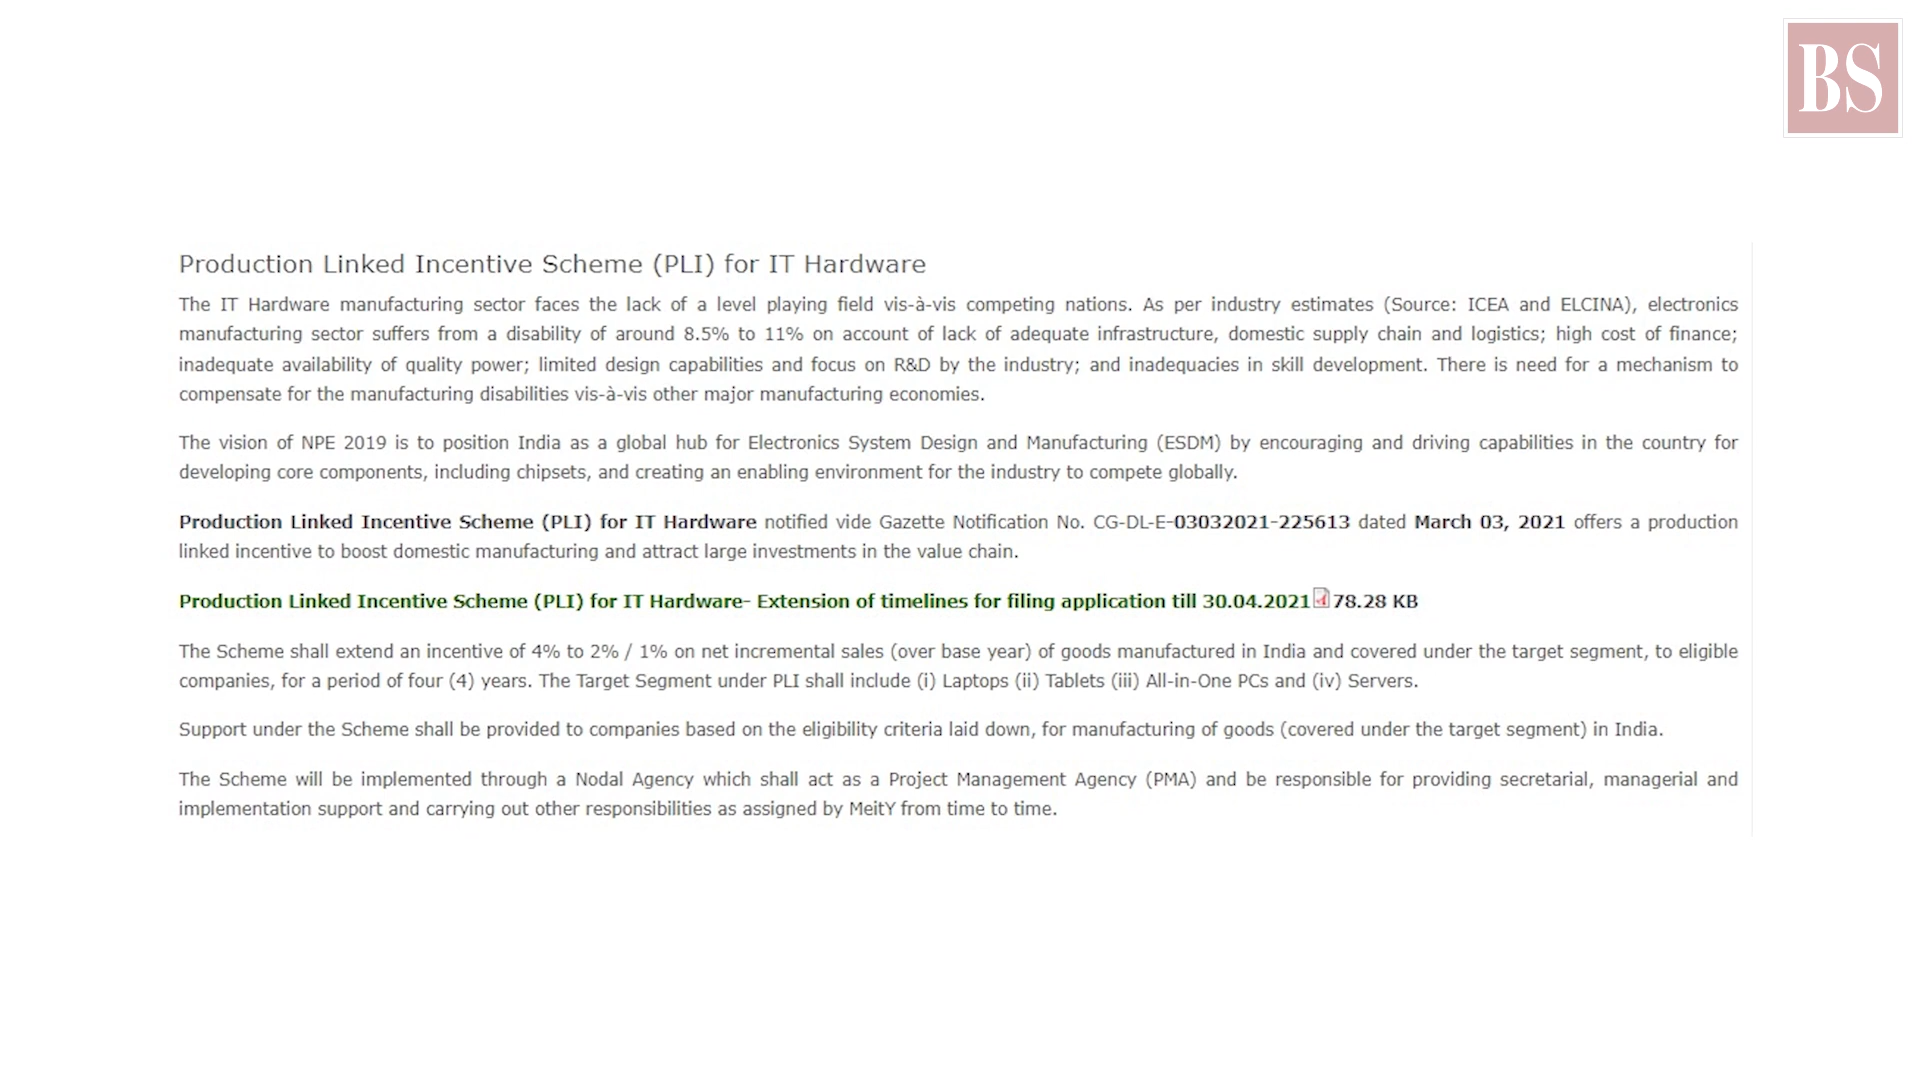 BS
Production Linked Incentive Scheme (PLI) for IT Hardware
The IT Hardware manufacturing sector faces the lack of a level playing field vis-à-vis competing nations. As per industry estimates (Source: ICEA and ELCINA), electronics
manufacturing sector suffers from a disability of around 8.5% to 11% on account of lack of adequate infrastructure, domestic supply chain and logistics; high cost of finance;
inadequate availability of quality power; limited design capabilities and focus on R&D by the industry; and inadequacies in skill development. There is need for a mechanism to
compensate for the manufacturing disabilities vis-à-vis other major manufacturing economies.
The vision of NPE 2019 is to position India as a global hub for Electronics System Design and Manufacturing (ESDM) by encouraging and driving capabilities in the country for
developing core components, including chipsets, and creating an enabling environment for the industry to compete globally.
Production Linked Incentive Scheme (PLI) for IT Hardware notified vide Gazette Notification No. CG-DL-E-03032021-225613 dated March 03, 2021 offers a production
linked incentive to boost domestic manufacturing and attract large investments in the value chain.
Production Linked Incentive Scheme (PLI) for IT Hardware- Extension of timelines for filing application till 30.04.2021 78.28 KB
The Scheme shall extend an incentive of 4% to 2% / 1% on net incremental sales (over base year) of goods manufactured in India and covered under the target segment, to eligible
companies, for a period of four (4) years. The Target Segment under PLI shall include (i) Laptops (ii) Tablets (iii) All-in-One PCs and (iv) Servers.
Support under the Scheme shall be provided to companies based on the eligibility criteria laid down, for manufacturing of goods (covered under the target segment) in India.
The Scheme will be implemented through a Nodal Agency which shall act as a Project Management Agency (PMA) and be responsible for providing secretarial, managerial and
implementation support and carrying out other responsibilities as assigned by MeitY from time to time.